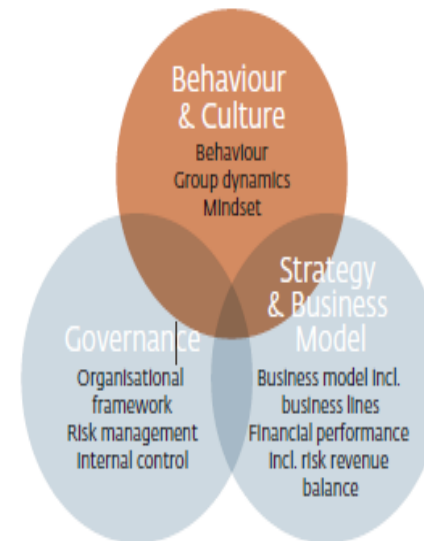 Behaviour
& Culture
Behaviour
Group dynamics
Mindset
Governance
Organisational
framework
Risk management
Internal control
Strategy
& Business
Model
Business model incl.
business lines
Financial performance
incl. risk revenue
balance